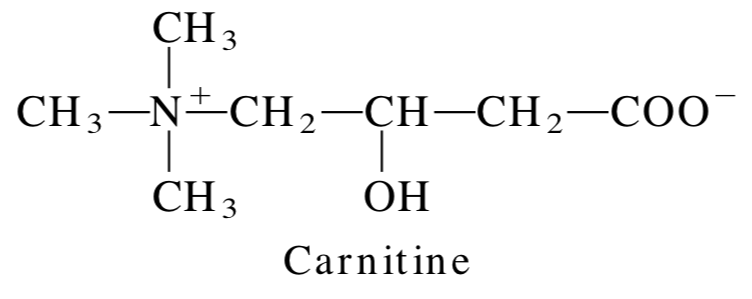 CH₃
CH₃—N⁺—CH₂—CH—CH₂—COO⁻
CH₃ OH
Carnitine